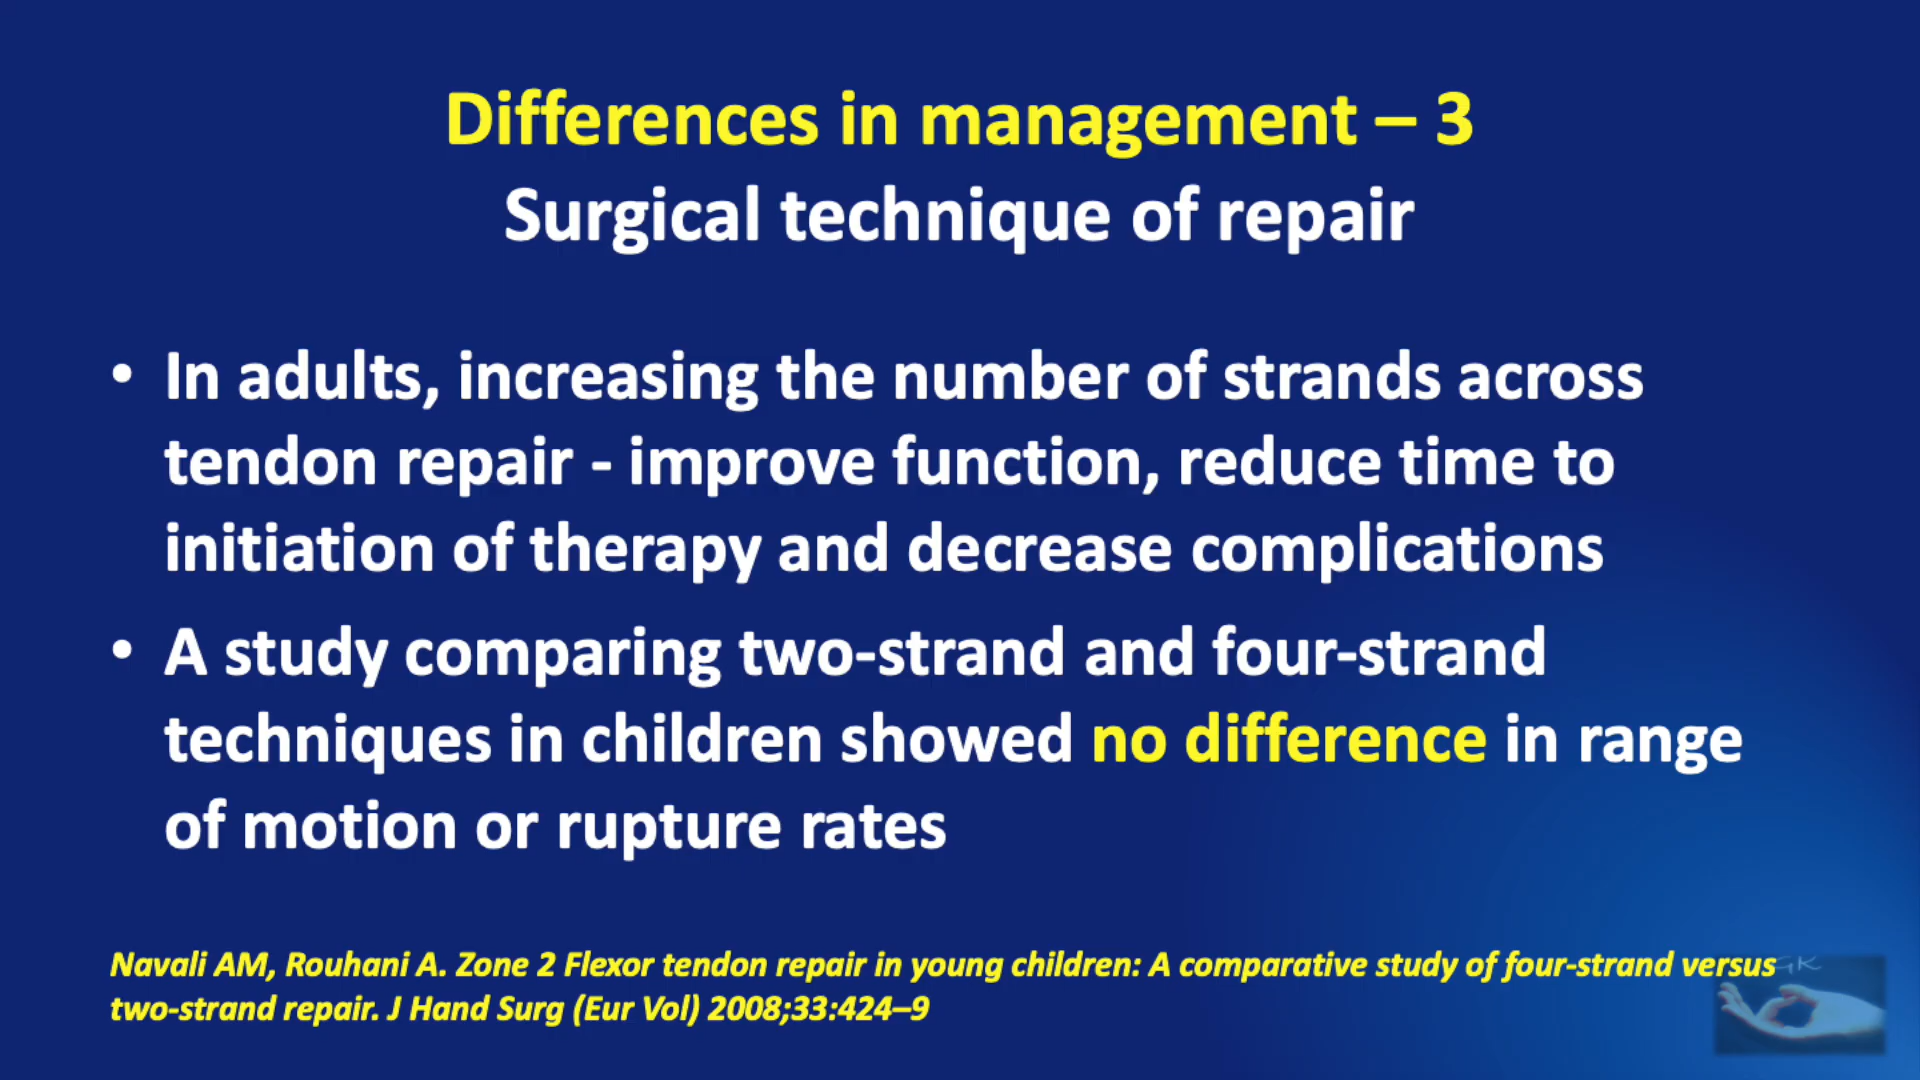 Differences in management – 3
Surgical technique of repair
• In adults, increasing the number of strands across
tendon repair - improve function, reduce time to
initiation of therapy and decrease complications
• A study comparing two-strand and four-strand
techniques in children showed no difference in range
of motion or rupture rates
Navali AM, Rouhani A. Zone 2 Flexor tendon repair in young children: A comparative study of four-strand versus
two-strand repair. J Hand Surg (Eur Vol) 2008;33:424–9